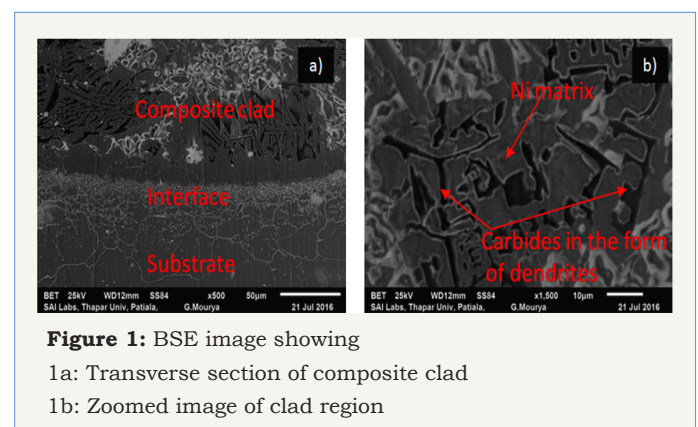 a)
Composite clad
Interface
Substrate
BET 25kV WD12mm SS84 x500 50µm
SAI Labs, Thapar Univ, Patiala, G.Mourya 21 Jul 2016
b)
Ni matrix
Carbides in the form
of dendrites
BET 25kV WD12mm SS84 x1,500 10µm
SAI Labs, Thapar Univ, Patiala, G.Mourya 21 Jul 2016
Figure 1: BSE image showing
1a: Transverse section of composite clad
1b: Zoomed image of clad region